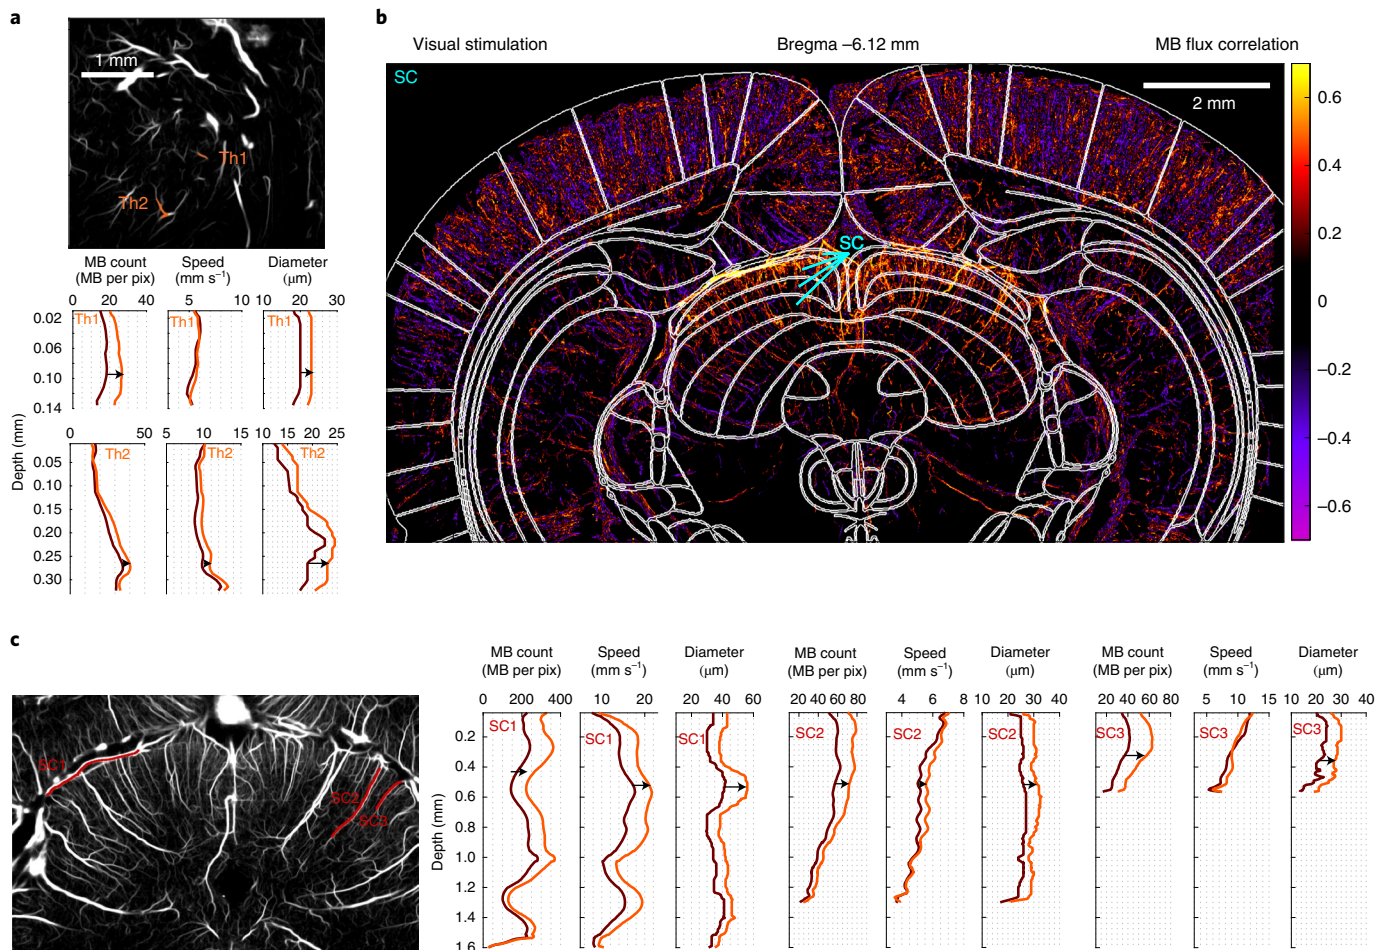 a
1 mm
Th1
Th2
MB count
(MB per pix)
Speed
(mm s⁻¹)
Diameter
(μm)
0 20 40
5 10
10 20 30
0.02
0.06
0.10
0.14
Th1
Th1
Th1
0 50
5 10 15
10 15 20 25
0.05
0.10
0.15
0.20
0.25
0.30
Th2
Th2
Th2
Depth (mm)
b
Visual stimulation
Bregma –6.12 mm
MB flux correlation
SC
2 mm
SC
0.6
0.4
0.2
0
–0.2
–0.4
–0.6
c
SC1
SC2
SC3
MB count
(MB per pix)
Speed
(mm s⁻¹)
Diameter
(μm)
MB count
(MB per pix)
Speed
(mm s⁻¹)
Diameter
(μm)
MB count
(MB per pix)
Speed
(mm s⁻¹)
Diameter
(μm)
0 200 400
10 20
0 20 40 60
20 40 60 80
4 6 8
10 20 30 40
20 40 60 80
5 10 15
10 20 30 40
SC1
SC1
SC1
SC2
SC2
SC2
SC3
SC3
SC3
0.2
0.4
0.6
0.8
1.0
1.2
1.4
1.6
Depth (mm)